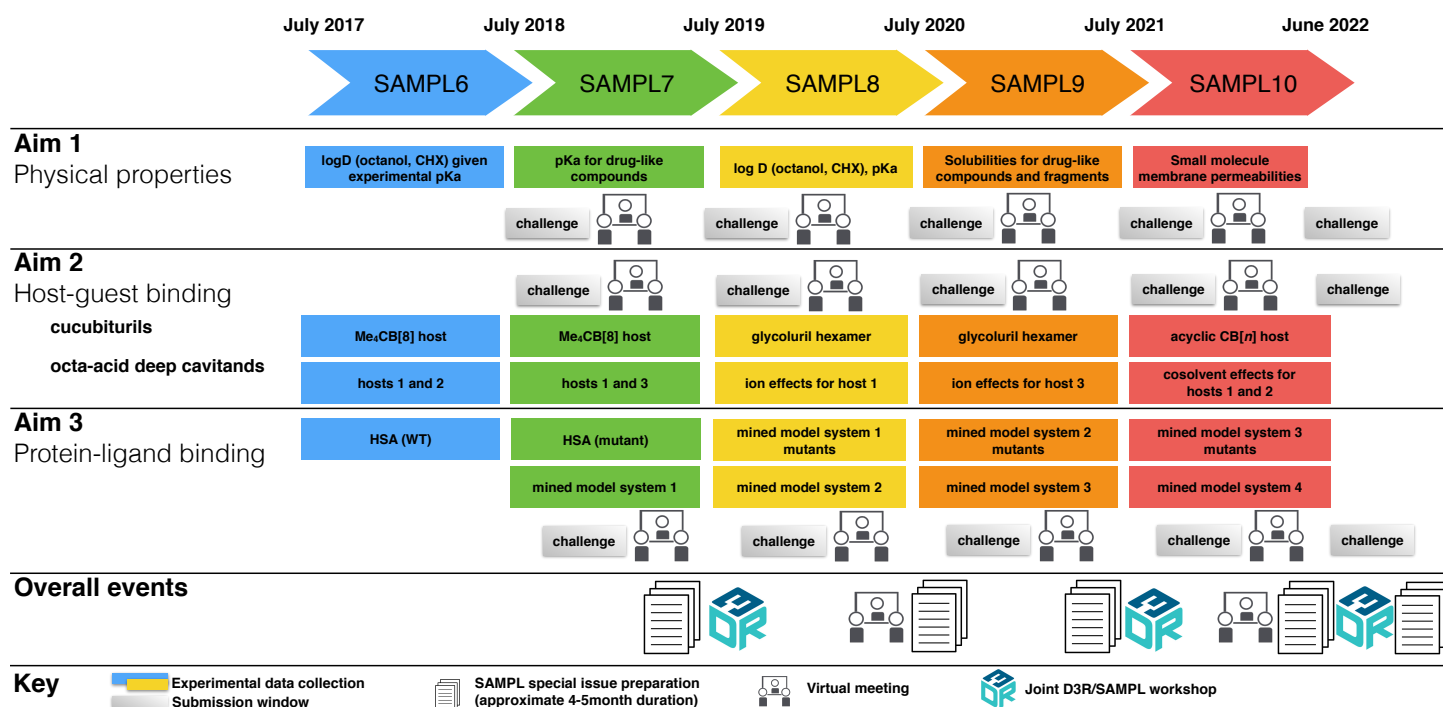 July 2017
July 2018
July 2019
July 2020
July 2021
June 2022
SAMPL6
SAMPL7
SAMPL8
SAMPL9
SAMPL10
Aim 1
Physical properties
logD (octanol, CHX) given
experimental pKa
pKa for drug-like
compounds
log D (octanol, CHX), pKa
Solubilities for drug-like
compounds and fragments
Small molecule
membrane permeabilities
challenge
challenge
challenge
challenge
challenge
Aim 2
Host-guest binding
challenge
challenge
challenge
challenge
challenge
cucubiturils
Me₄CB[8] host
Me₄CB[8] host
glycoluril hexamer
glycoluril hexamer
acyclic CB[n] host
octa-acid deep cavitands
hosts 1 and 2
hosts 1 and 3
ion effects for host 1
ion effects for host 3
cosolvent effects for
hosts 1 and 2
Aim 3
Protein-ligand binding
HSA (WT)
HSA (mutant)
mined model system 1
mutants
mined model system 2
mutants
mined model system 3
mutants
mined model system 1
mined model system 2
mined model system 3
mined model system 4
challenge
challenge
challenge
challenge
challenge
Overall events
D3R
D3R
D3R
Key
Experimental data collection
Submission window
SAMPL special issue preparation
(approximate 4-5month duration)
Virtual meeting
D3R
Joint D3R/SAMPL workshop